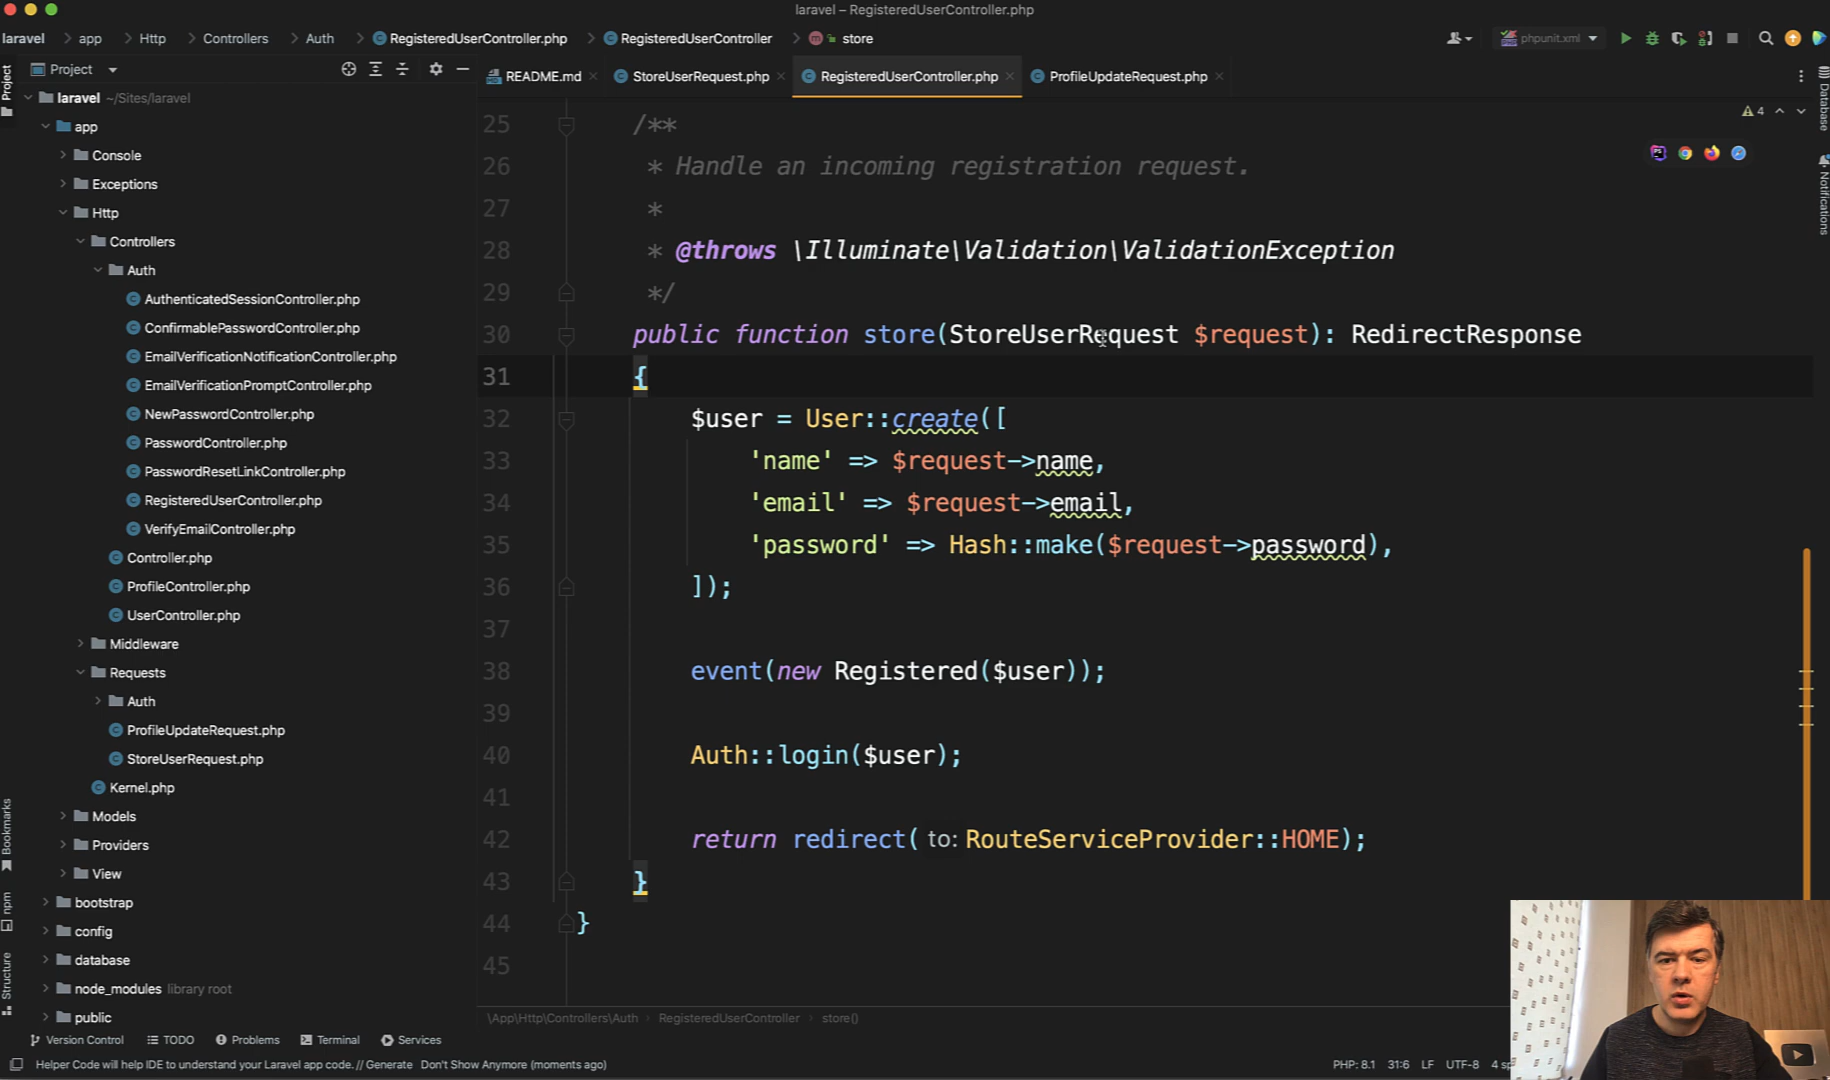 laravel – RegisteredUserController.php
laravel app Http Controllers Auth RegisteredUserController.php RegisteredUserController store phpunit.xml
Project
README.md StoreUserRequest.php RegisteredUserController.php ProfileUpdateRequest.php
Project
Bookmarks
npm
Structure
laravel ~/Sites/laravel
app
Console
Exceptions
Http
Controllers
Auth
AuthenticatedSessionController.php
ConfirmablePasswordController.php
EmailVerificationNotificationController.php
EmailVerificationPromptController.php
NewPasswordController.php
PasswordController.php
PasswordResetLinkController.php
RegisteredUserController.php
VerifyEmailController.php
Controller.php
ProfileController.php
UserController.php
Middleware
Requests
Auth
ProfileUpdateRequest.php
StoreUserRequest.php
Kernel.php
Models
Providers
View
bootstrap
config
database
node_modules library root
public
4
25 /**
26 * Handle an incoming registration request.
27 *
28 * @throws \Illuminate\Validation\ValidationException
29 */
30 public function store(StoreUserRequest $request): RedirectResponse
31 {
32 $user = User::create([
33 'name' => $request->name,
34 'email' => $request->email,
35 'password' => Hash::make($request->password),
36 ]);
37
38 event(new Registered($user));
39
40 Auth::login($user);
41
42 return redirect( to: RouteServiceProvider::HOME);
43 }
44 }
45
Database
Notifications
\App\Http\Controllers\Auth RegisteredUserController store()
Version Control TODO Problems Terminal Services
Helper Code will help IDE to understand your Laravel app code. // Generate Don't Show Anymore (moments ago) PHP: 8.1 31:6 LF UTF-8 4